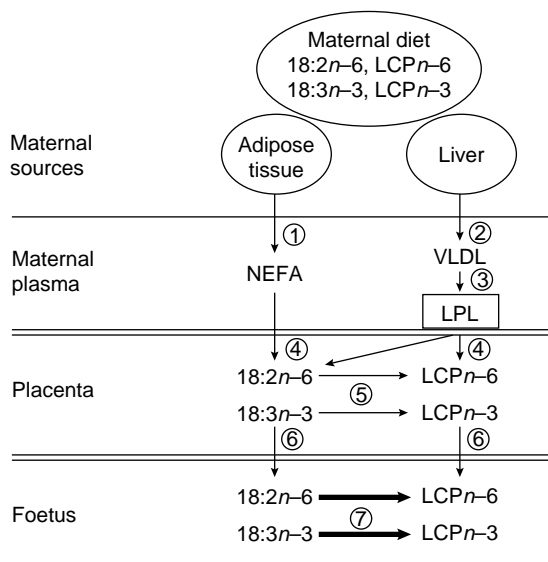 Maternal diet
18:2n–6, LCPn–6
18:3n–3, LCPn–3
Maternal
sources
Adipose
tissue
Liver
①
②
Maternal
plasma
NEFA
VLDL
③
LPL
④
④
Placenta
18:2n–6
LCPn–6
⑤
18:3n–3
LCPn–3
⑥
⑥
Foetus
18:2n–6
LCPn–6
⑦
18:3n–3
LCPn–3